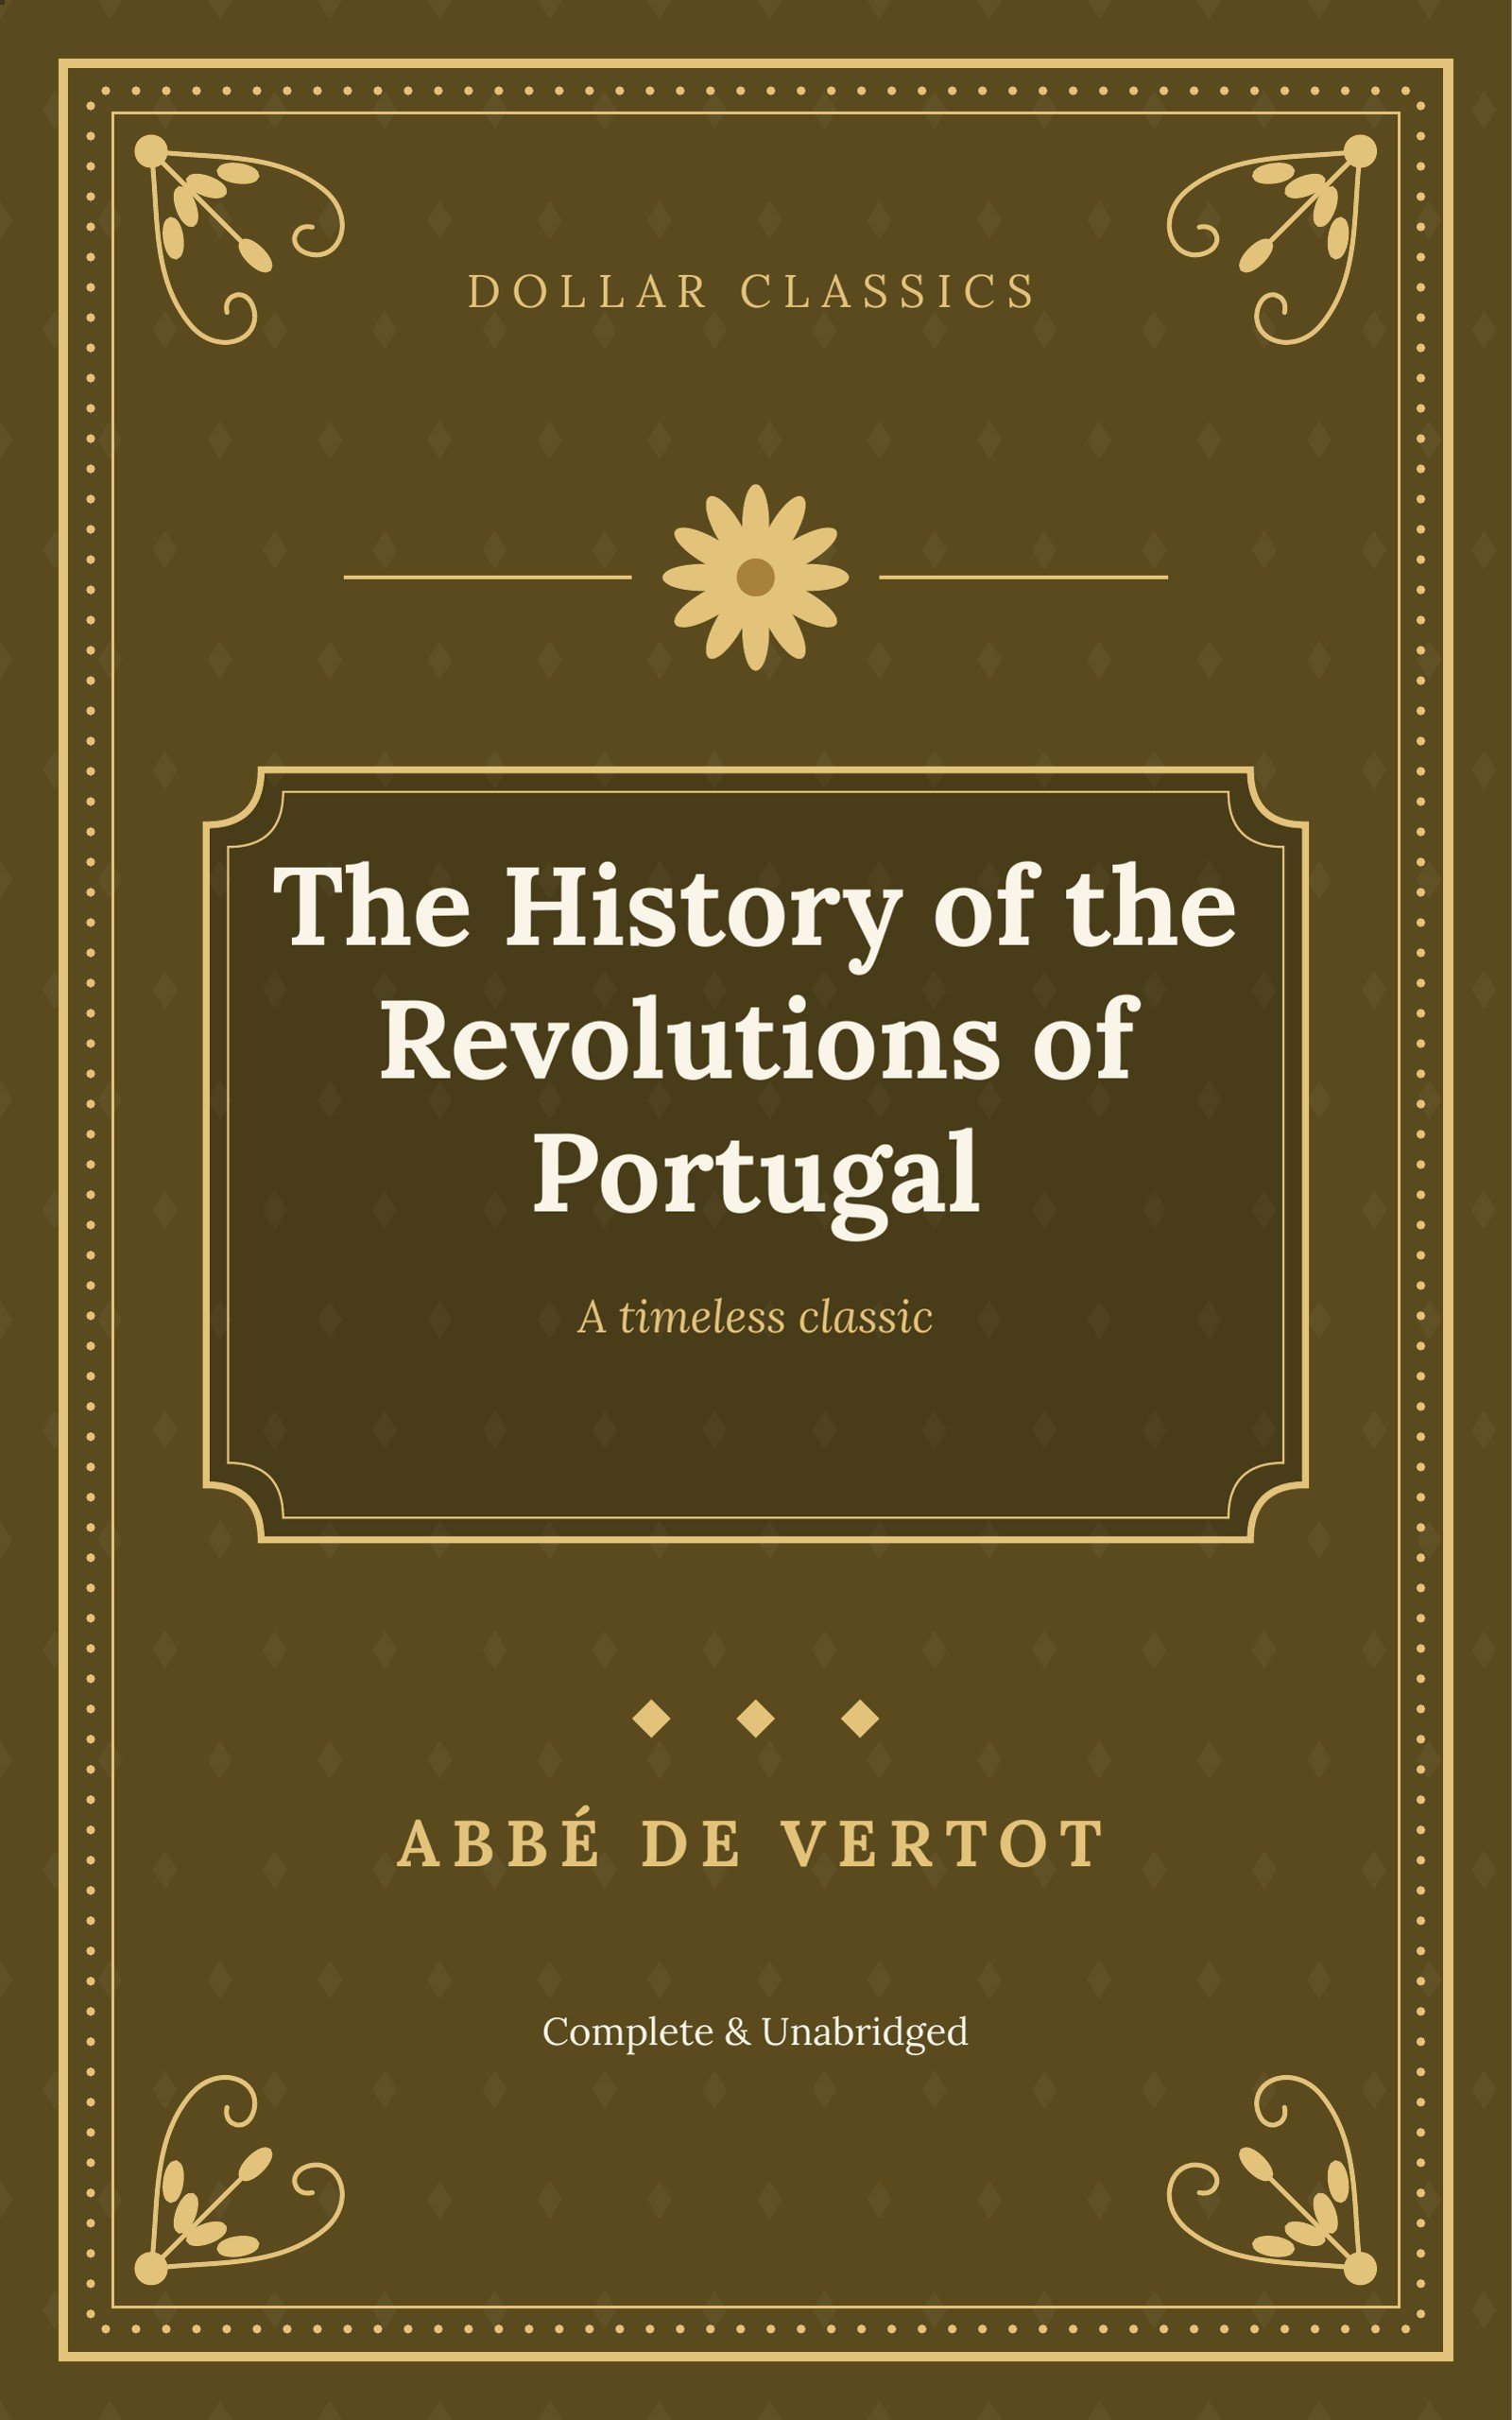 DOLLAR CLASSICS
The History of the
Revolutions of
Portugal
A timeless classic
ABBÉ DE VERTOT
Complete & Unabridged